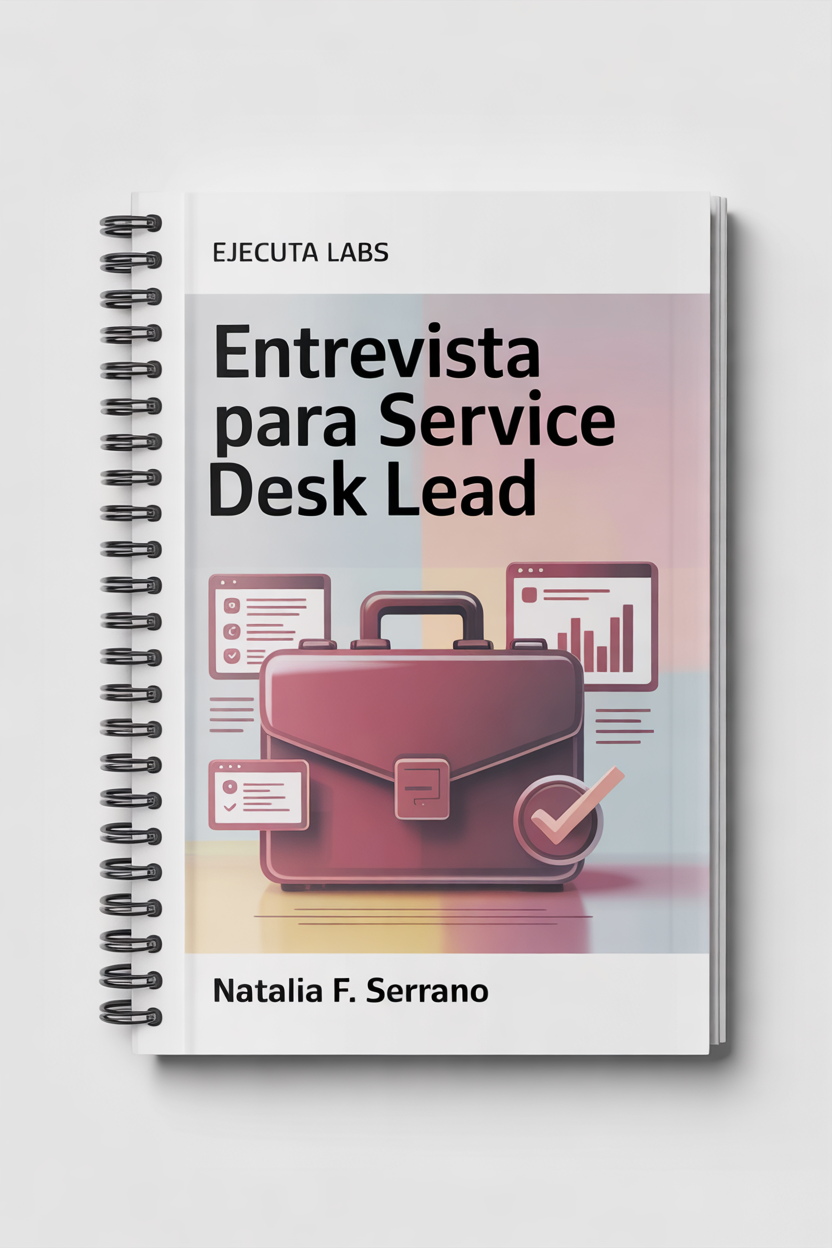 EJECUTA LABS
Entrevista
para Service
Desk Lead
Natalia F. Serrano